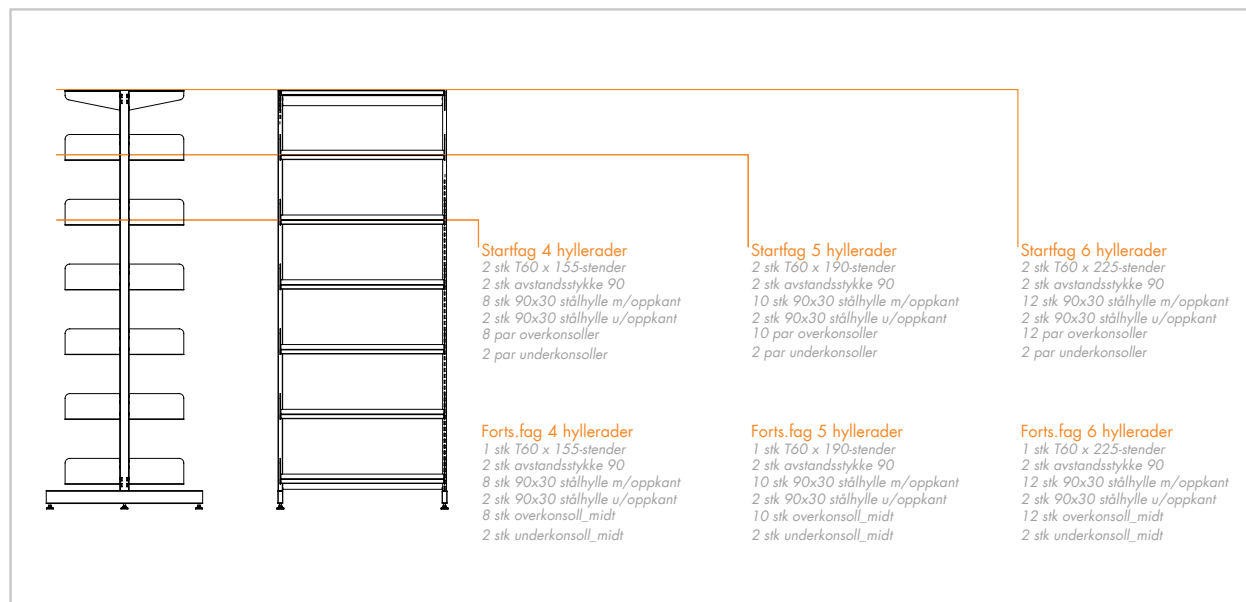 Startfag 4 hyllerader
2 stk T60 x 155-stender
2 stk avstandsstykke 90
8 stk 90x30 stålhylle m/oppkant
2 stk 90x30 stålhylle u/oppkant
8 par overkonsoller
2 par underkonsoller
Startfag 5 hyllerader
2 stk T60 x 190-stender
2 stk avstandsstykke 90
10 stk 90x30 stålhylle m/oppkant
2 stk 90x30 stålhylle u/oppkant
10 par overkonsoller
2 par underkonsoller
Startfag 6 hyllerader
2 stk T60 x 225-stender
2 stk avstandsstykke 90
12 stk 90x30 stålhylle m/oppkant
2 stk 90x30 stålhylle u/oppkant
12 par overkonsoller
2 par underkonsoller
Forts.fag 4 hyllerader
1 stk T60 x 155-stender
2 stk avstandsstykke 90
8 stk 90x30 stålhylle m/oppkant
2 stk 90x30 stålhylle u/oppkant
8 stk overkonsoll_midt
2 stk underkonsoll_midt
Forts.fag 5 hyllerader
1 stk T60 x 190-stender
2 stk avstandsstykke 90
10 stk 90x30 stålhylle m/oppkant
2 stk 90x30 stålhylle u/oppkant
10 stk overkonsoll_midt
2 stk underkonsoll_midt
Forts.fag 6 hyllerader
1 stk T60 x 225-stender
2 stk avstandsstykke 90
12 stk 90x30 stålhylle m/oppkant
2 stk 90x30 stålhylle u/oppkant
12 stk overkonsoll_midt
2 stk underkonsoll_midt